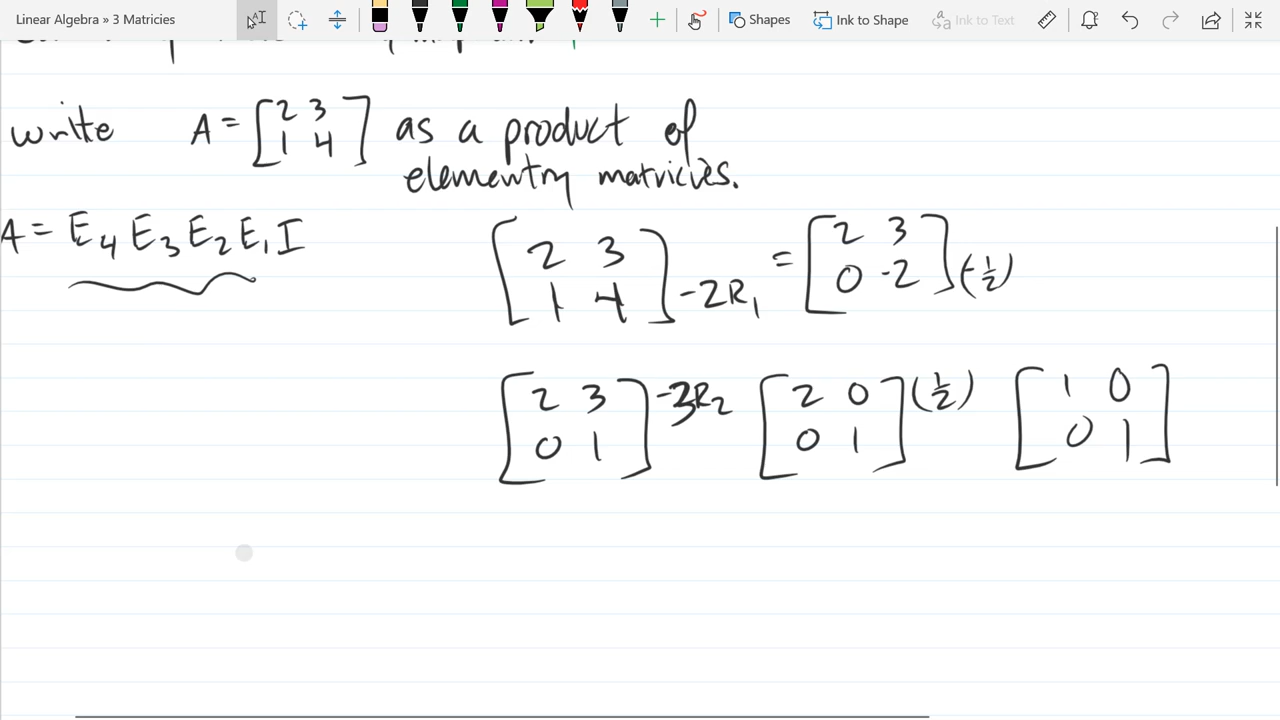 Linear Algebra » 3 Matricies
Shapes
Ink to Shape
Ink to Text
write A = [2 3
1 4] as a product of
elementry matricies.
A = E4 E3 E2 E1 I
[2 3
1 4] -2R1 = [2 3
0 -2] (-1/2)
[2 3
0 1] -3R2 [2 0
0 1] (1/2) [1 0
0 1]